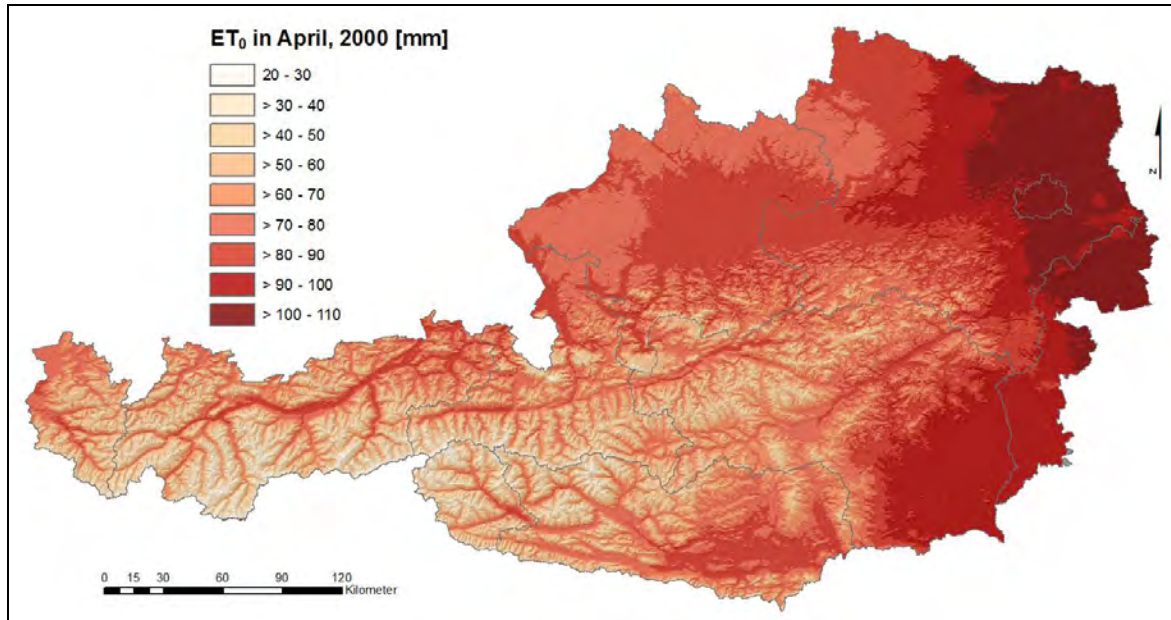 ET₀ in April, 2000 [mm]
20 - 30
> 30 - 40
> 40 - 50
> 50 - 60
> 60 - 70
> 70 - 80
> 80 - 90
> 90 - 100
> 100 - 110
N
0 15 30 60 90 120
Kilometer